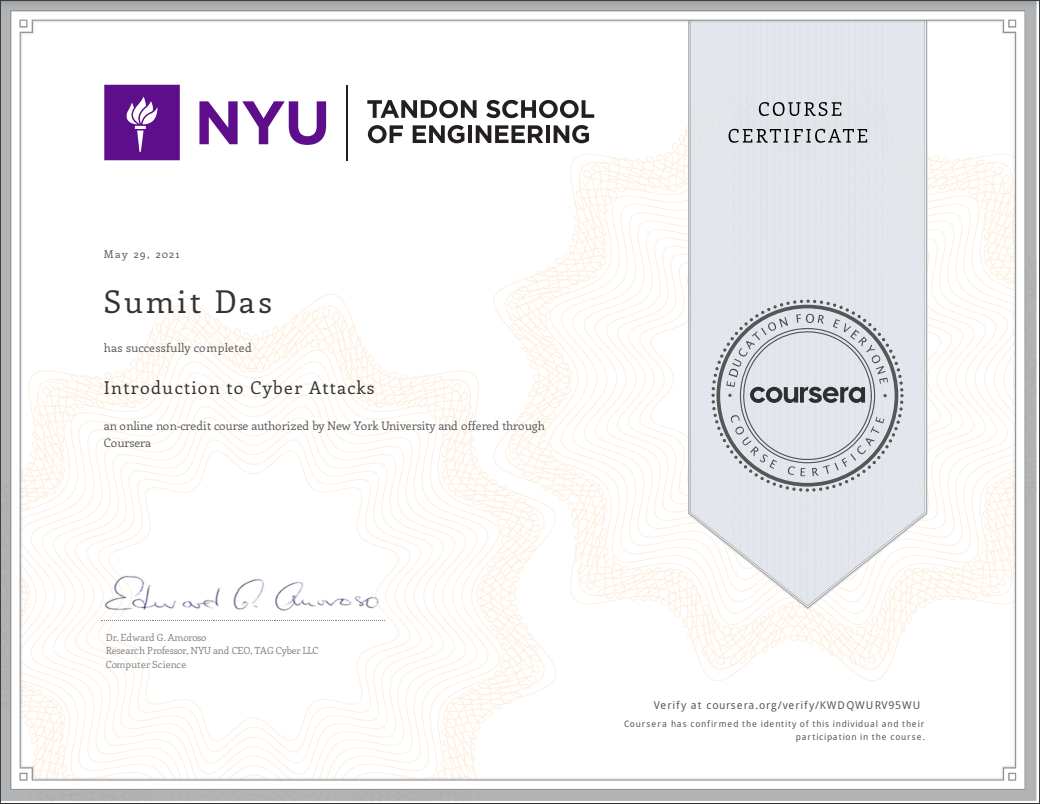 NYU
TANDON SCHOOL
OF ENGINEERING
COURSE
CERTIFICATE
May 29, 2021
Sumit Das
has successfully completed
Introduction to Cyber Attacks
an online non-credit course authorized by New York University and offered through
Coursera
EDUCATION FOR EVERYONE
coursera
COURSE CERTIFICATE
Edward G. Amoroso
Dr. Edward G. Amoroso
Research Professor, NYU and CEO, TAG Cyber LLC
Computer Science
Verify at coursera.org/verify/KWDQWURV95WU
Coursera has confirmed the identity of this individual and their
participation in the course.